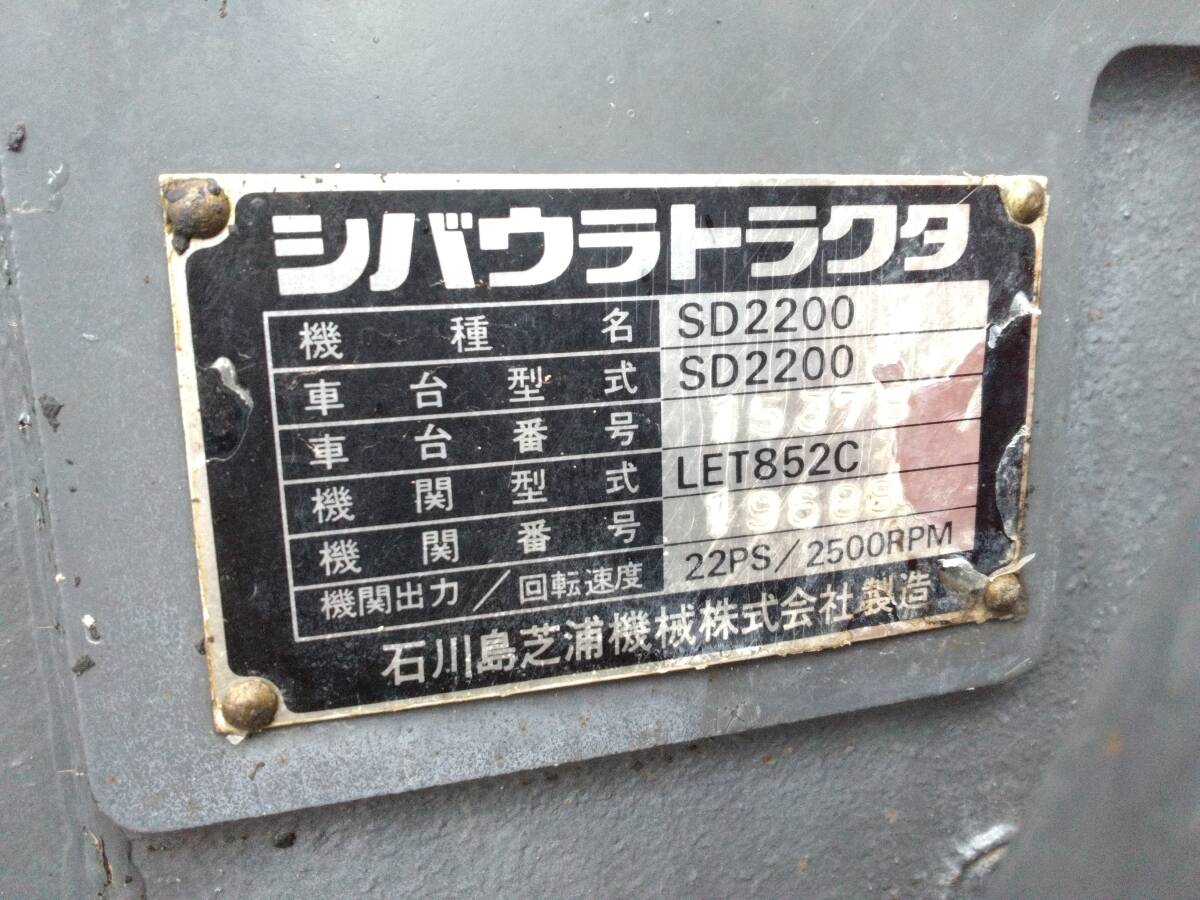 シバウラトラクタ
機種名 SD2200
車台型式 SD2200
車台番号
機関型式 LET852C
機関番号
機関出力/回転速度 22PS/2500RPM
石川島芝浦機械株式会社製造